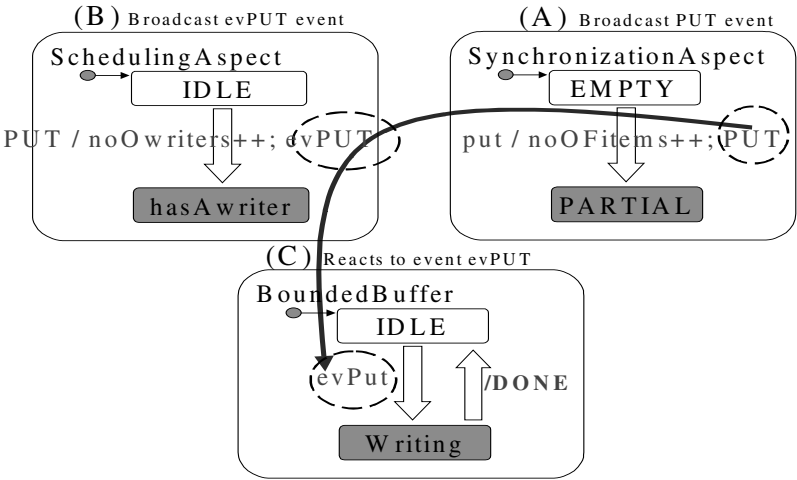 (B) Broadcast evPUT event
SchedulingAspect
IDLE
PUT / noOwriters++; evPUT
hasAwriter
(A) Broadcast PUT event
SynchronizationAspect
EMPTY
put / noOFitems++; PUT
PARTIAL
(C) Reacts to event evPUT
BoundedBuffer
IDLE
evPut
/DONE
Writing